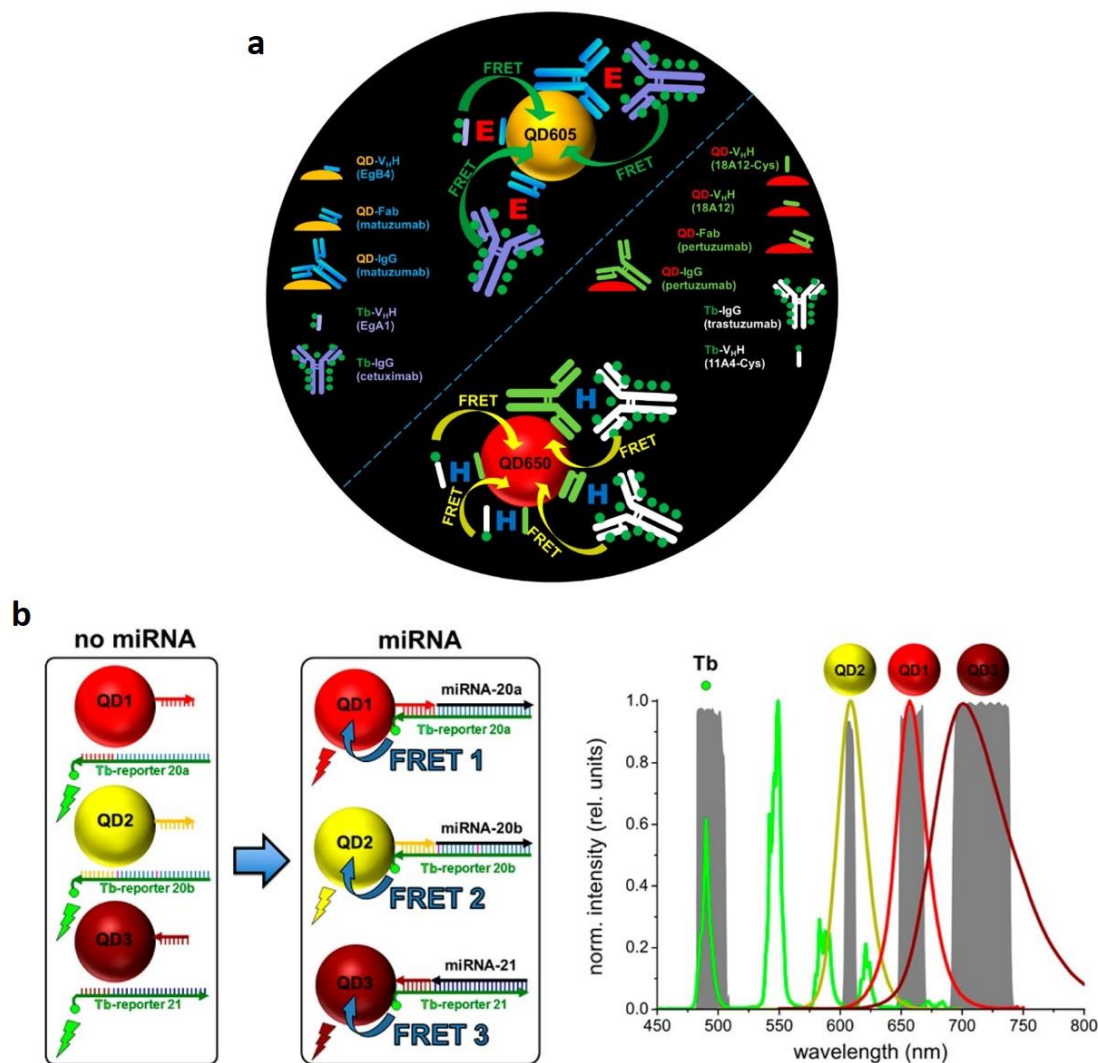 a
FRET
E
E
QD605
FRET
FRET
E
QD-VHH
(EgB4)
QD-Fab
(matuzumab)
QD-IgG
(matuzumab)
Tb-VHH
(EgA1)
Tb-IgG
(cetuximab)
QD-VHH
(18A12-Cys)
QD-VHH
(18A12)
QD-Fab
(pertuzumab)
QD-IgG
(pertuzumab)
Tb-IgG
(trastuzumab)
Tb-VHH
(11A4-Cys)
FRET
H
FRET
H
QD650
H
FRET
H
FRET
b
no miRNA
QD1
Tb-reporter 20a
QD2
Tb-reporter 20b
QD3
Tb-reporter 21
miRNA
QD1
miRNA-20a
Tb-reporter 20a
FRET 1
QD2
miRNA-20b
Tb-reporter 20b
FRET 2
QD3
miRNA-21
Tb-reporter 21
FRET 3
Tb
QD2
QD1
QD3
norm. intensity (rel. units)
1.0
0.8
0.6
0.4
0.2
0.0
450 500 550 600 650 700 750 800
wavelength (nm)